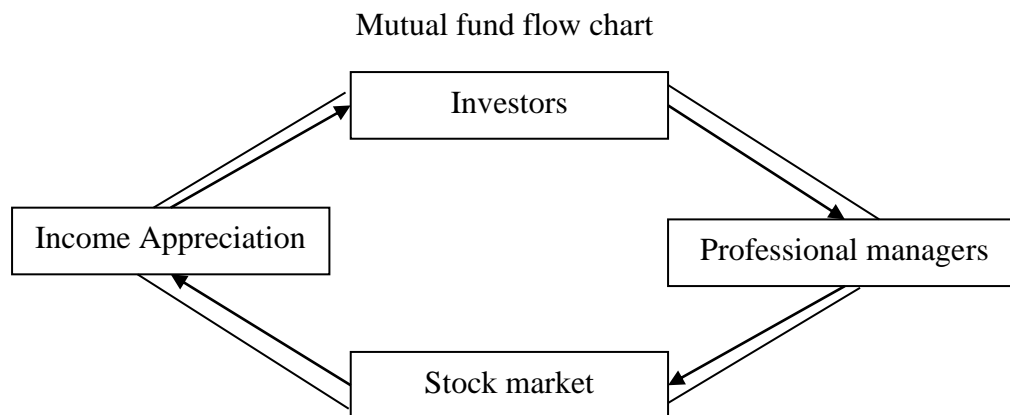 Mutual fund flow chart
Investors
Income Appreciation
Professional managers
Stock market